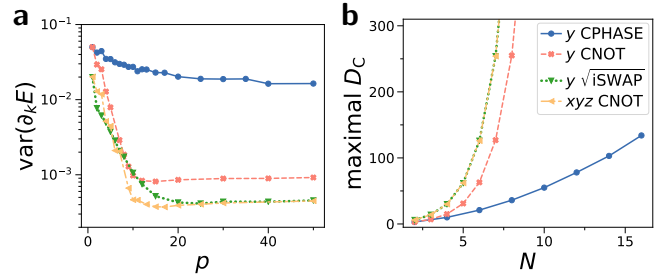 a
10⁻¹
10⁻²
10⁻³
var(∂ₖE)
0 20 40
p
b
300
200
100
0
maximal D_C
5 10 15
N
y CPHASE
y CNOT
y √iSWAP
xyz CNOT